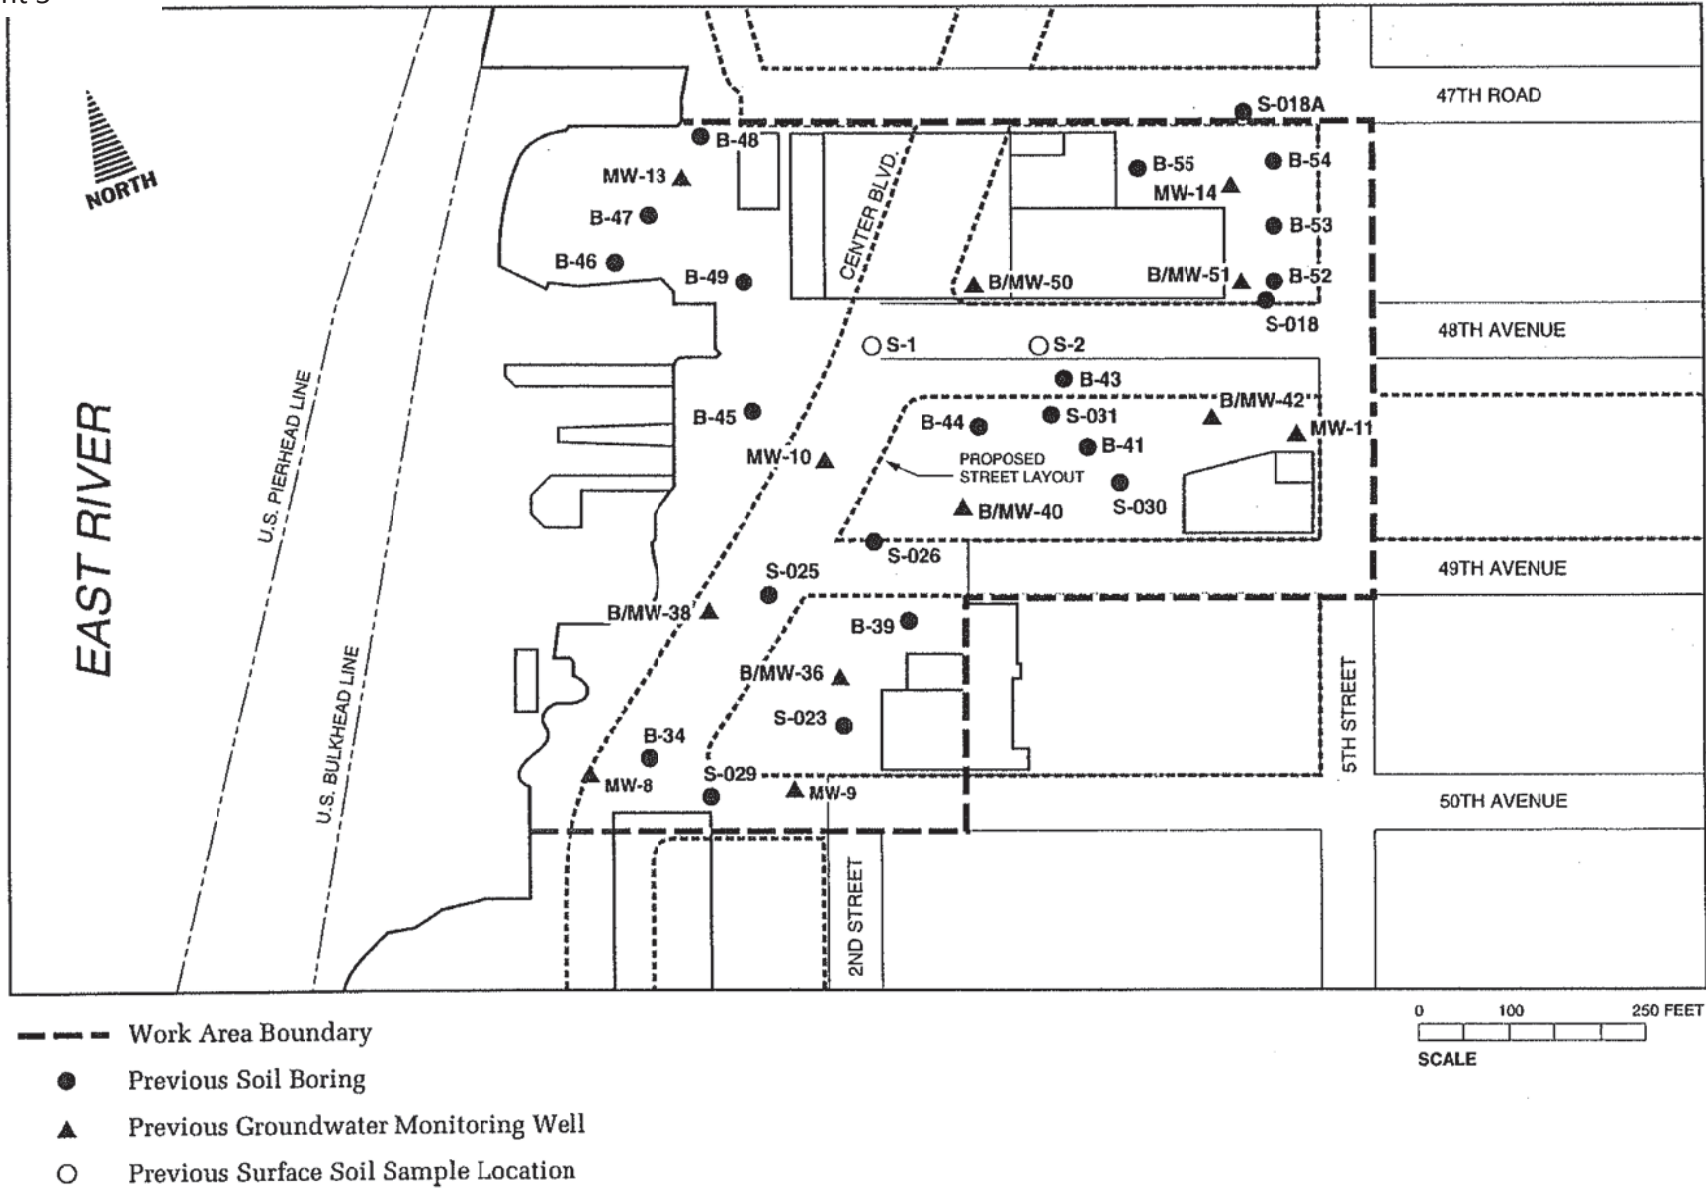 nt 3
47TH ROAD
S-018A
B-48
B-54
B-55
MW-13
MW-14
NORTH
CENTER BLVD.
B-47
B-53
B-46
B-49
B/MW-50
B/MW-51
B-52
S-018
48TH AVENUE
S-1
S-2
U.S. PIERHEAD LINE
B-43
B/MW-42
B-45
B-44
S-031
MW-11
B-41
MW-10
PROPOSED
STREET LAYOUT
S-030
B/MW-40
EAST RIVER
S-026
49TH AVENUE
S-025
B/MW-38
B-39
B/MW-36
U.S. BULKHEAD LINE
S-023
5TH STREET
B-34
S-029
MW-8
MW-9
50TH AVENUE
2ND STREET
0 100 250 FEET
SCALE
Work Area Boundary
Previous Soil Boring
Previous Groundwater Monitoring Well
Previous Surface Soil Sample Location